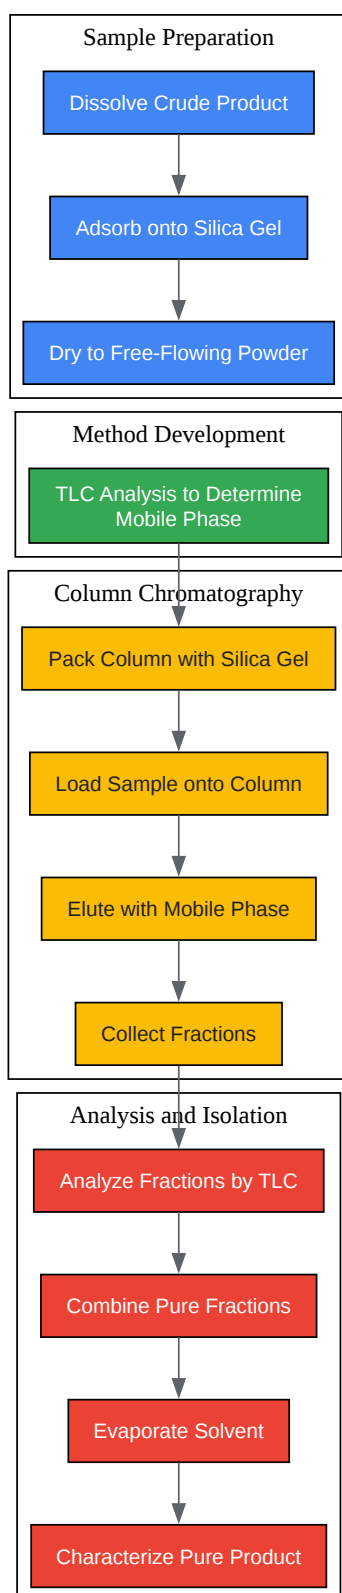 Sample Preparation
Dissolve Crude Product
Adsorb onto Silica Gel
Dry to Free-Flowing Powder
Method Development
TLC Analysis to Determine
Mobile Phase
Column Chromatography
Pack Column with Silica Gel
Load Sample onto Column
Elute with Mobile Phase
Collect Fractions
Analysis and Isolation
Analyze Fractions by TLC
Combine Pure Fractions
Evaporate Solvent
Characterize Pure Product